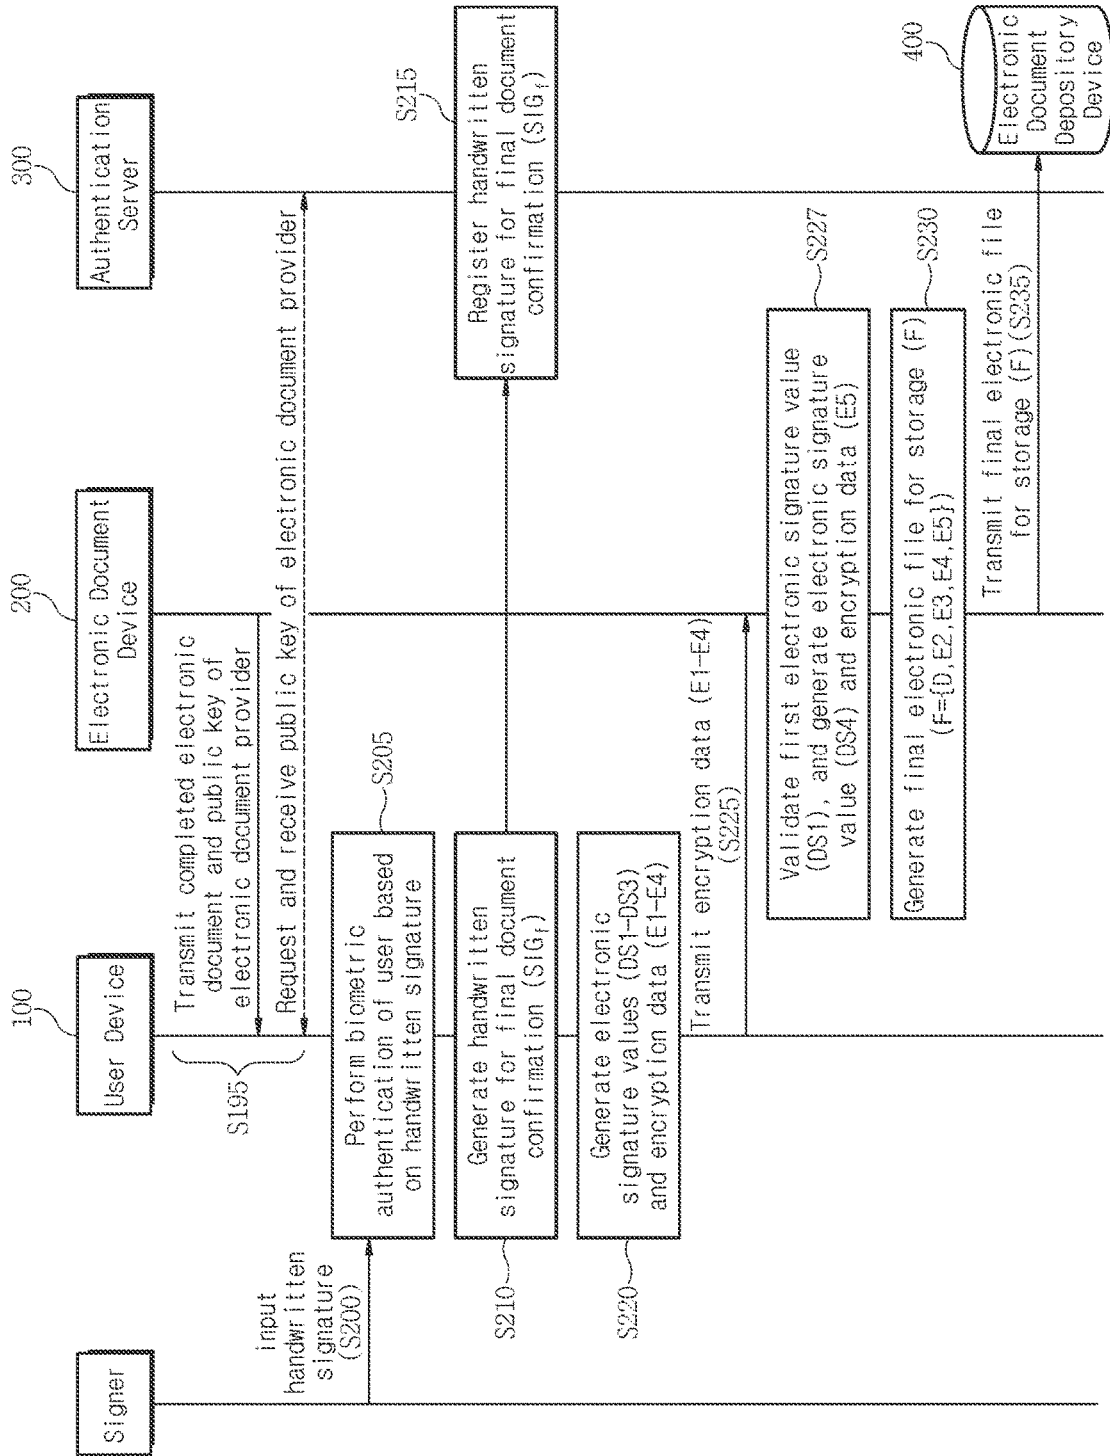 Signer
100
User Device
200
Electronic Document
Device
300
Authentication
Server
S195
Transmit completed electronic
document and public key of
electronic document provider
Request and receive public key of electronic document provider
input
handwritten
signature
(S200)
S205
Perform biometric
authentication of user based
on handwritten signature
S210
Generate handwritten
signature for final document
confirmation (SIGf)
S215
Register handwritten
signature for final document
confirmation (SIGf)
S220
Generate electronic
signature values (DS1-DS3)
and encryption data (E1-E4)
Transmit encryption data (E1-E4)
(S225)
S227
Validate first electronic signature value
(DS1), and generate electronic signature
value (DS4) and encryption data (E5)
S230
Generate final electronic file for storage (F)
(F={D,E2,E3,E4,E5})
Transmit final electronic file
for storage (F)(S235)
400
Electronic
Document
Depository
Device